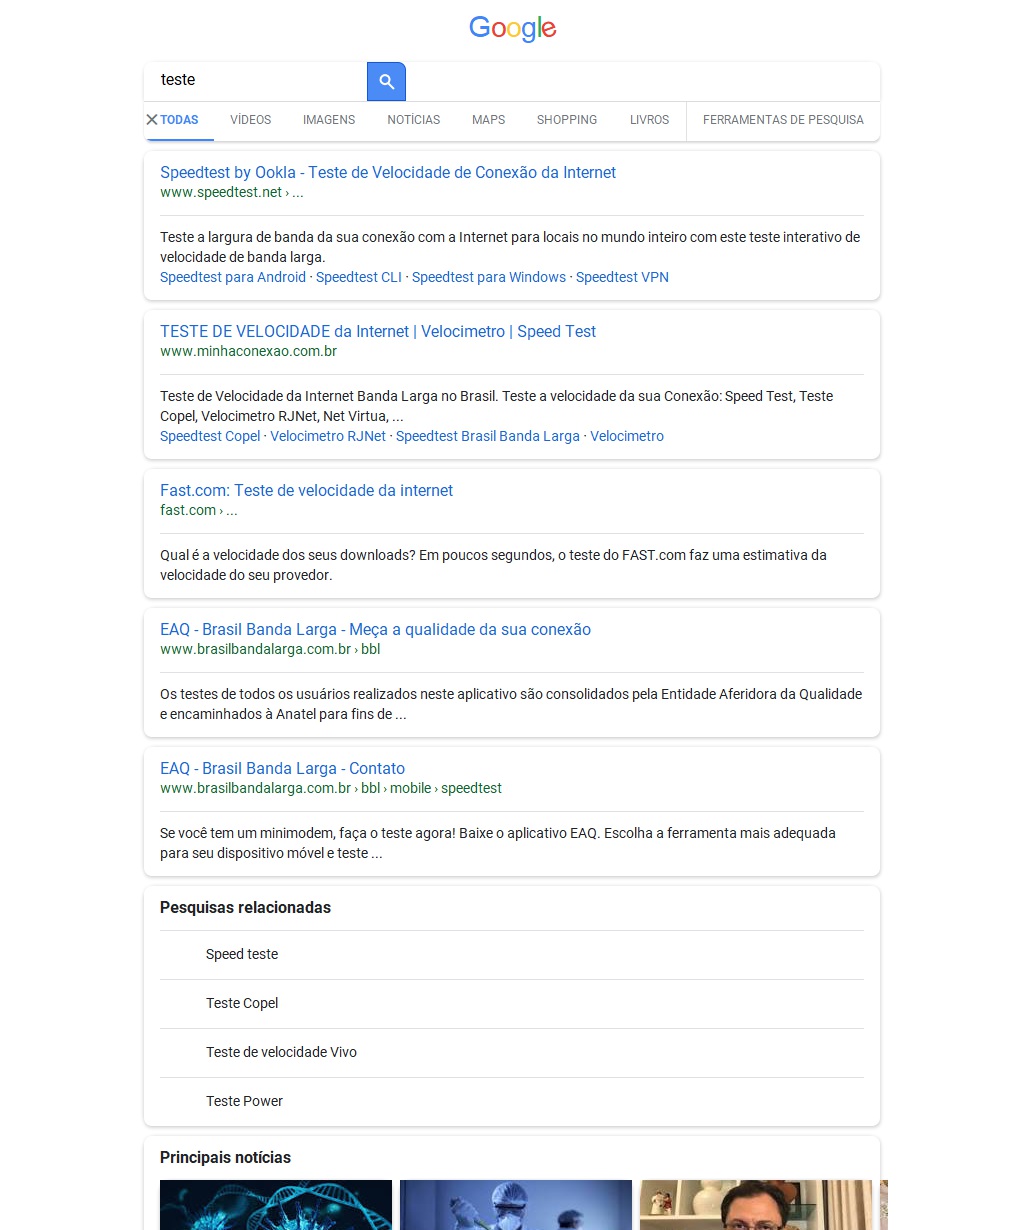 Google
teste
TODAS VÍDEOS IMAGENS NOTÍCIAS MAPS SHOPPING LIVROS FERRAMENTAS DE PESQUISA
Speedtest by Ookla - Teste de Velocidade de Conexão da Internet
www.speedtest.net › ...
Teste a largura de banda da sua conexão com a Internet para locais no mundo inteiro com este teste interativo de
velocidade de banda larga.
Speedtest para Android · Speedtest CLI · Speedtest para Windows · Speedtest VPN
TESTE DE VELOCIDADE da Internet | Velocimetro | Speed Test
www.minhaconexao.com.br
Teste de Velocidade da Internet Banda Larga no Brasil. Teste a velocidade da sua Conexão: Speed Test, Teste
Copel, Velocimetro RJNet, Net Virtua, ...
Speedtest Copel · Velocimetro RJNet · Speedtest Brasil Banda Larga · Velocimetro
Fast.com: Teste de velocidade da internet
fast.com › ...
Qual é a velocidade dos seus downloads? Em poucos segundos, o teste do FAST.com faz uma estimativa da
velocidade do seu provedor.
EAQ - Brasil Banda Larga - Meça a qualidade da sua conexão
www.brasilbandalarga.com.br › bbl
Os testes de todos os usuários realizados neste aplicativo são consolidados pela Entidade Aferidora da Qualidade
e encaminhados à Anatel para fins de ...
EAQ - Brasil Banda Larga - Contato
www.brasilbandalarga.com.br › bbl › mobile › speedtest
Se você tem um minimodem, faça o teste agora! Baixe o aplicativo EAQ. Escolha a ferramenta mais adequada
para seu dispositivo móvel e teste ...
Pesquisas relacionadas
Speed teste
Teste Copel
Teste de velocidade Vivo
Teste Power
Principais notícias